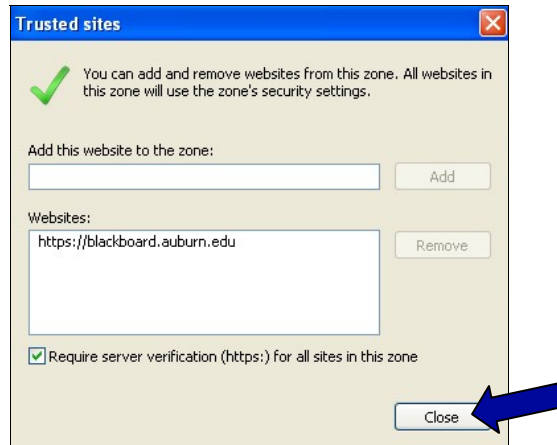 Trusted sites
You can add and remove websites from this zone. All websites in
this zone will use the zone's security settings.
Add this website to the zone:
Add
Websites:
https://blackboard.auburn.edu
Remove
Require server verification (https:) for all sites in this zone
Close